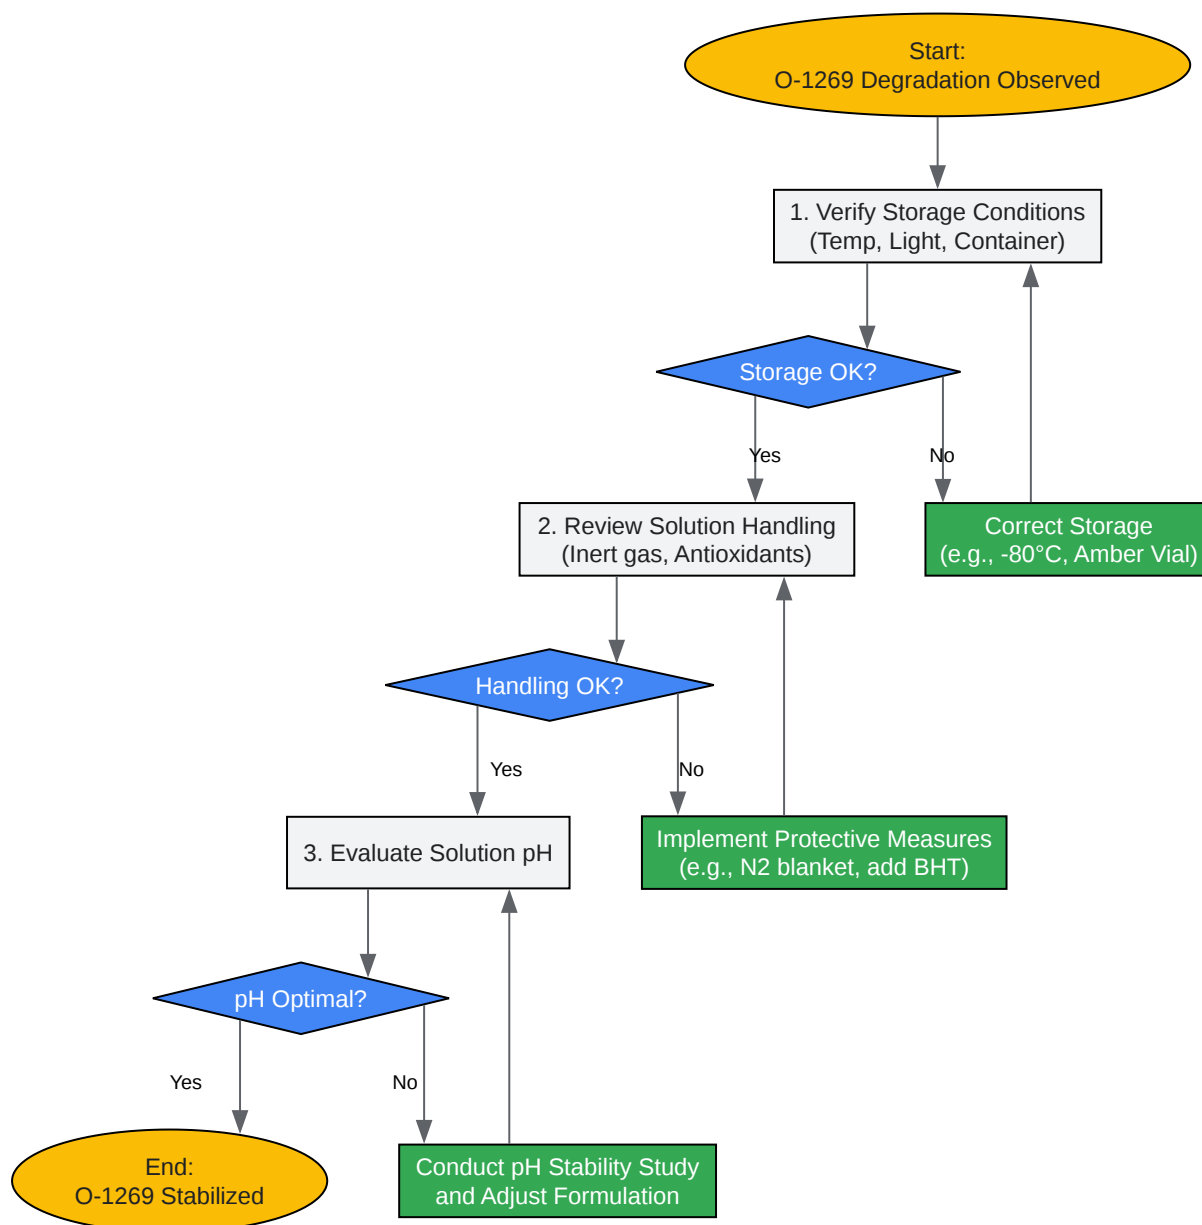 Start:
O-1269 Degradation Observed
1. Verify Storage Conditions
(Temp, Light, Container)
Storage OK?
Yes
No
2. Review Solution Handling
(Inert gas, Antioxidants)
Correct Storage
(e.g., -80°C, Amber Vial)
Handling OK?
Yes
No
3. Evaluate Solution pH
Implement Protective Measures
(e.g., N2 blanket, add BHT)
pH Optimal?
Yes
No
End:
O-1269 Stabilized
Conduct pH Stability Study
and Adjust Formulation